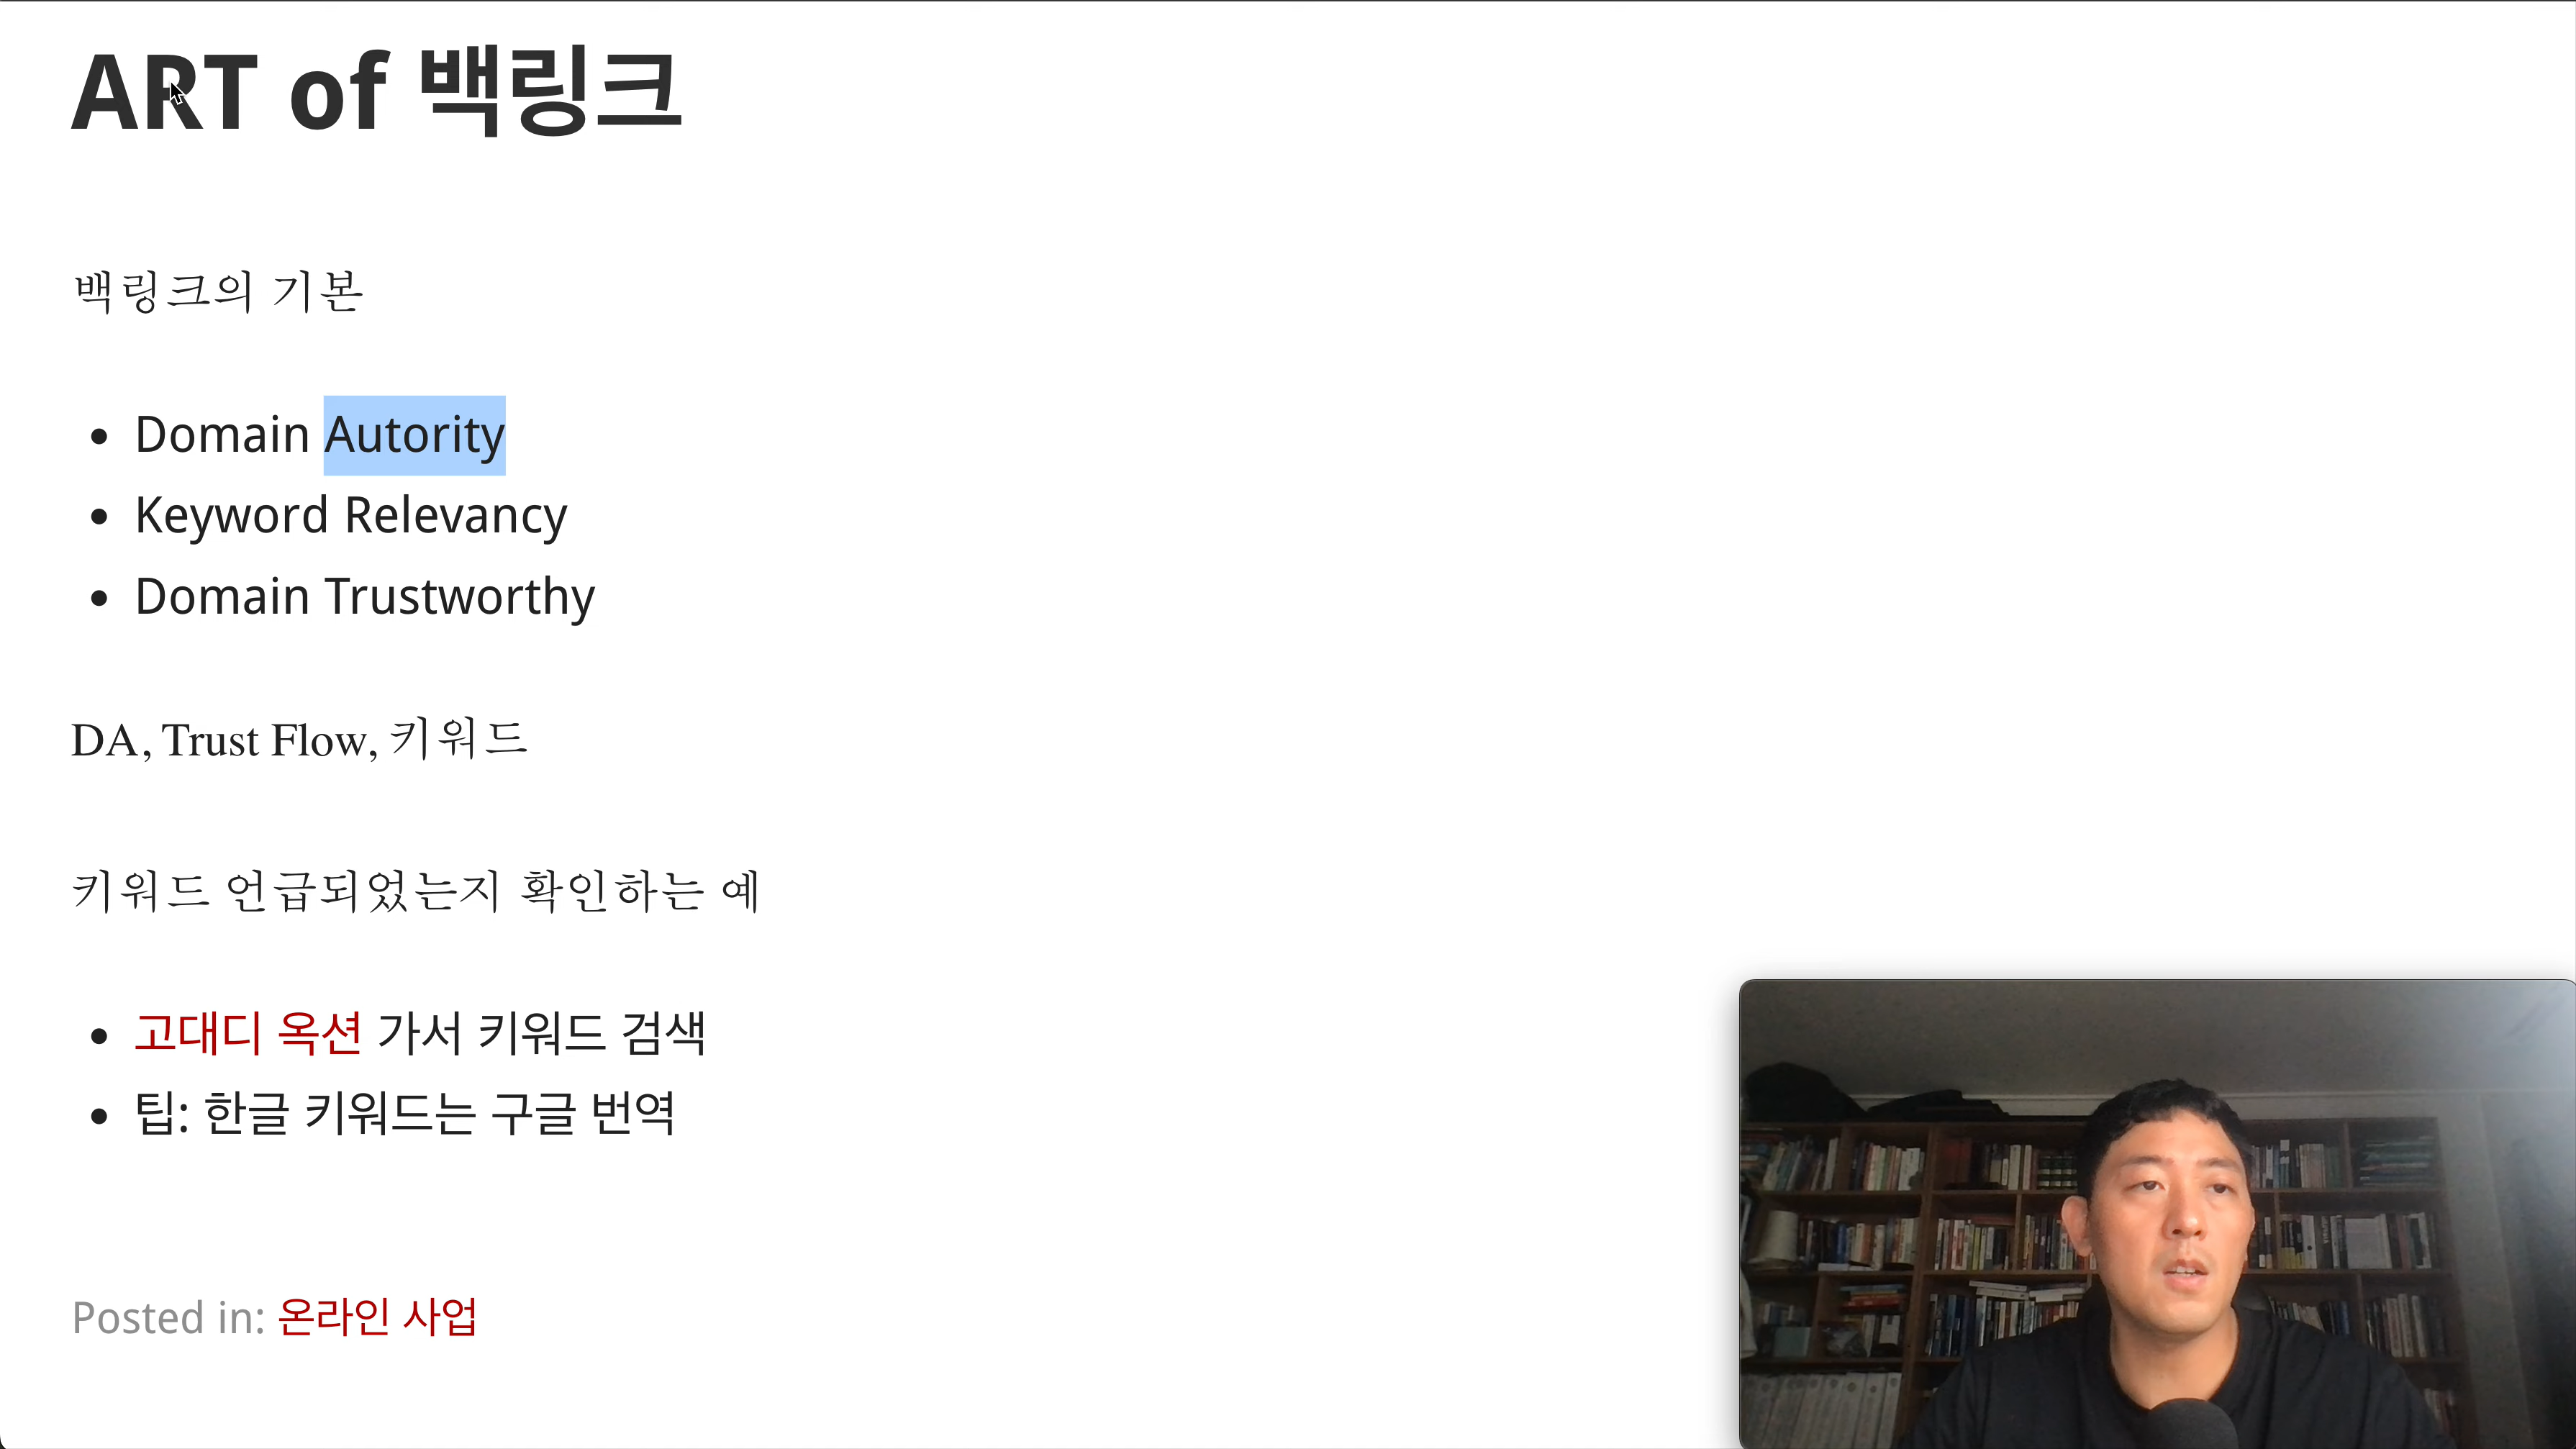 ART of 백링크
백링크의 기본
Domain Autority
Keyword Relevancy
Domain Trustworthy
DA, Trust Flow, 키워드
키워드 언급되었는지 확인하는 예
고대디 옥션 가서 키워드 검색
팁: 한글 키워드는 구글 번역
Posted in: 온라인 사업